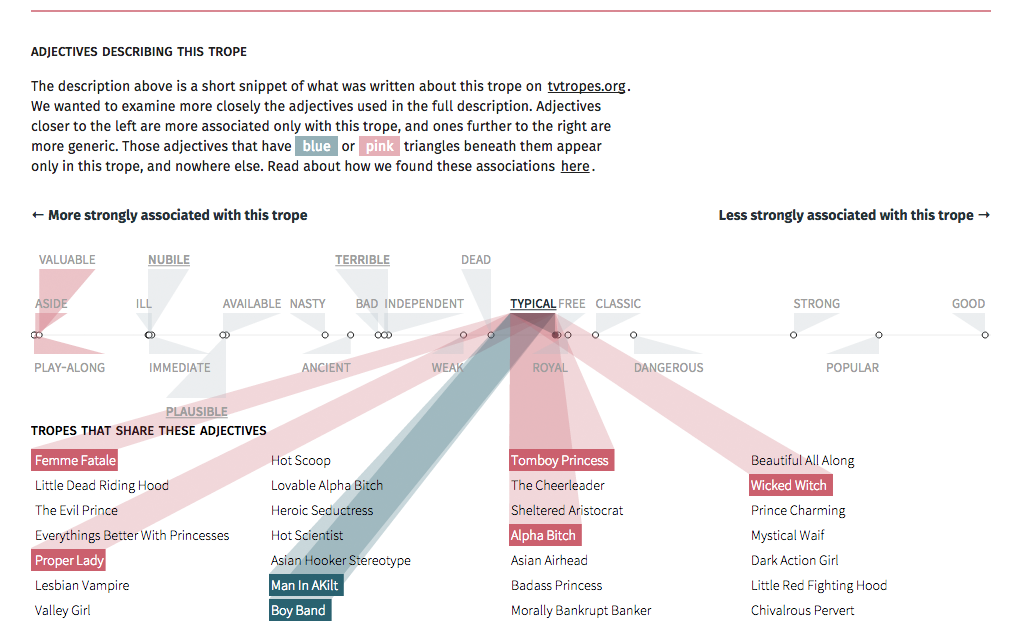 ADJECTIVES DESCRIBING THIS TROPE
The description above is a short snippet of what was written about this trope on tvtropes.org.
We wanted to examine more closely the adjectives used in the full description. Adjectives
closer to the left are more associated only with this trope, and ones further to the right are
more generic. Those adjectives that have blue or pink triangles beneath them appear
only in this trope, and nowhere else. Read about how we found these associations here.
← More strongly associated with this trope Less strongly associated with this trope →
VALUABLE NUBILE TERRIBLE DEAD
ASIDE ILL AVAILABLE NASTY BAD INDEPENDENT TYPICAL FREE CLASSIC STRONG GOOD
PLAY-ALONG IMMEDIATE ANCIENT WEAK ROYAL DANGEROUS POPULAR
PLAUSIBLE
TROPES THAT SHARE THESE ADJECTIVES
Femme Fatale Hot Scoop Tomboy Princess Beautiful All Along
Little Dead Riding Hood Lovable Alpha Bitch The Cheerleader Wicked Witch
The Evil Prince Heroic Seductress Sheltered Aristocrat Prince Charming
Everything​s Better With Princesses Hot Scientist Alpha Bitch Mystical Waif
Proper Lady Asian Hooker Stereotype Asian Airhead Dark Action Girl
Lesbian Vampire Man In AKilt Badass Princess Little Red Fighting Hood
Valley Girl Boy Band Morally Bankrupt Banker Chivalrous Pervert